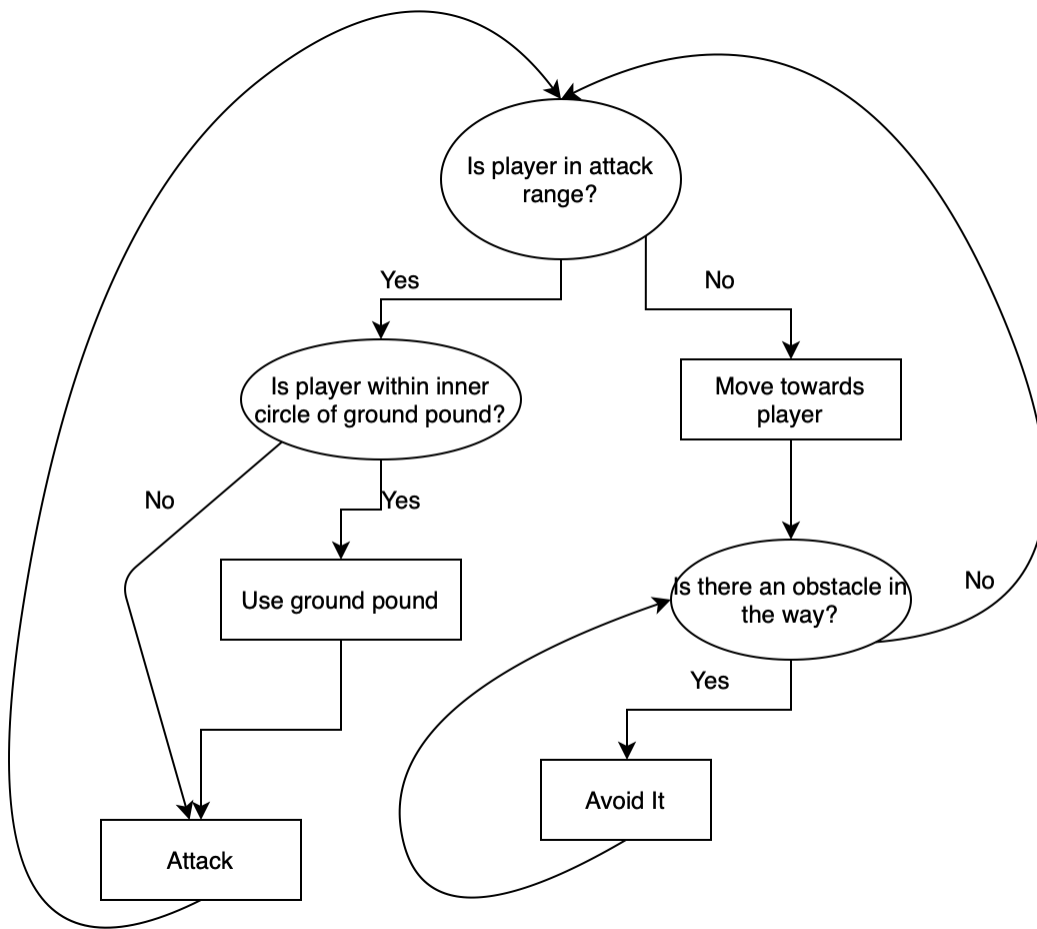 Is player in attack
range?
Yes
No
Is player within inner
circle of ground pound?
Move towards
player
No
Yes
Use ground pound
Is there an obstacle in
the way?
No
Yes
Avoid It
Attack